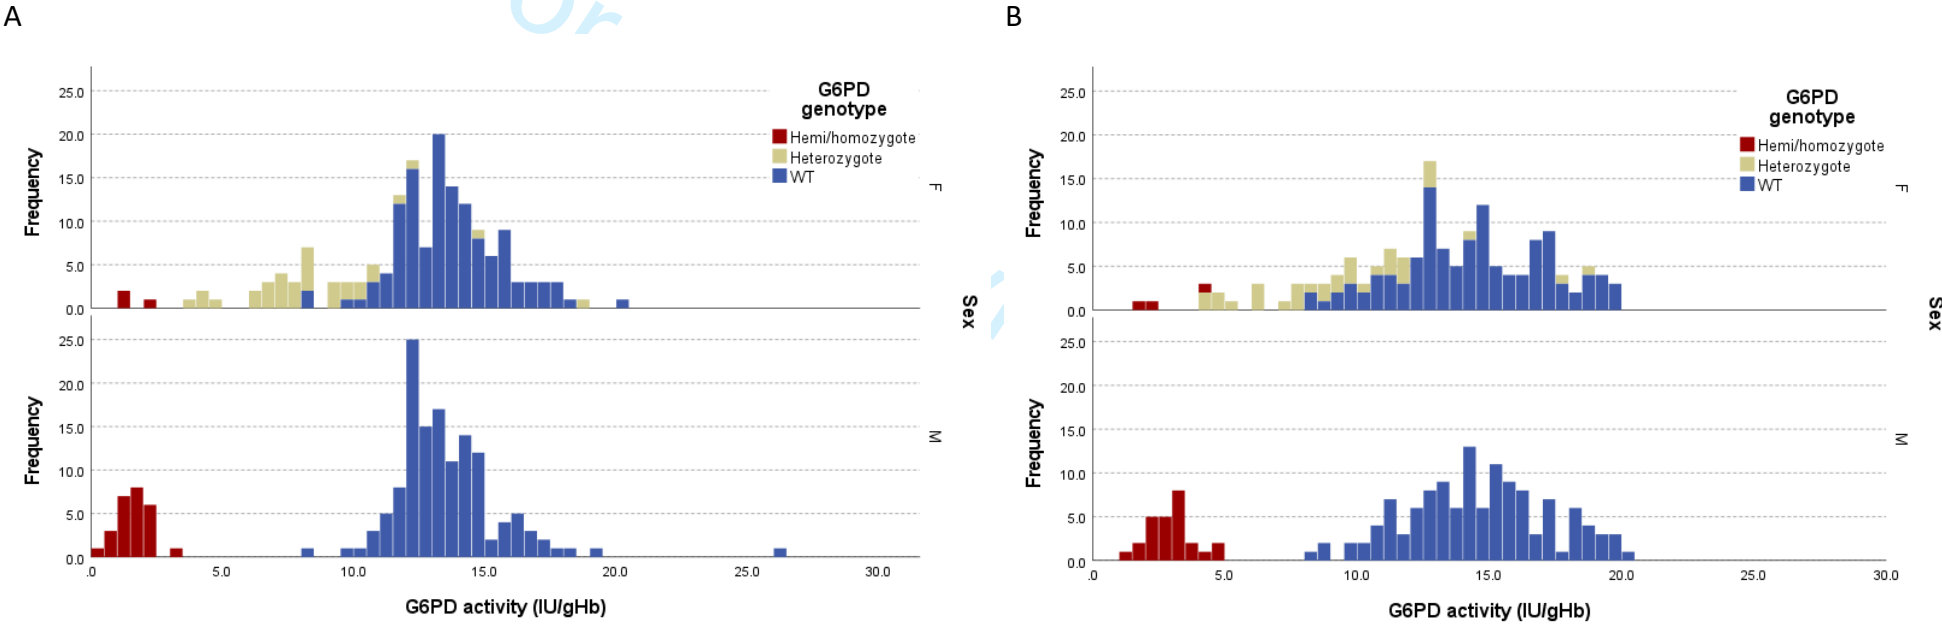 A
Or
B
25.0
20.0
15.0
10.0
5.0
0.0
Frequency
G6PD
genotype
Hemi/homozygote
Heterozygote
WT
F
25.0
20.0
15.0
10.0
5.0
0.0
Frequency
M
Sex
.0 5.0 10.0 15.0 20.0 25.0 30.0
G6PD activity (IU/gHb)
25.0
20.0
15.0
10.0
5.0
0.0
Frequency
G6PD
genotype
Hemi/homozygote
Heterozygote
WT
F
25.0
20.0
15.0
10.0
5.0
0.0
Frequency
M
Sex
.0 5.0 10.0 15.0 20.0 25.0 30.0
G6PD activity (IU/gHb)